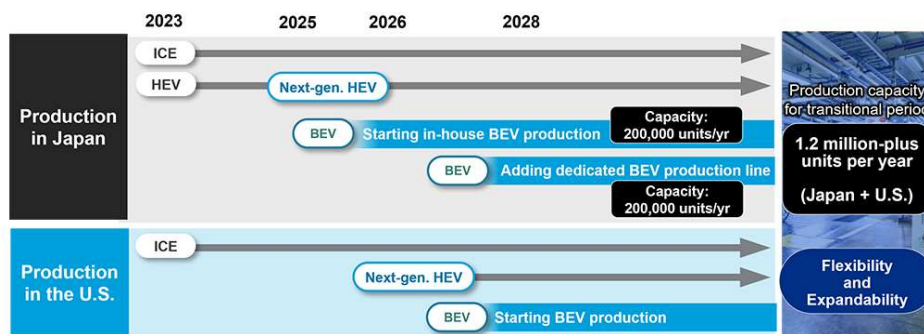 2023
2025
2026
2028
Production
in Japan
ICE
HEV
Next-gen. HEV
BEV
Starting in-house BEV production
Capacity:
200,000 units/yr
BEV
Adding dedicated BEV production line
Capacity:
200,000 units/yr
Production
in the U.S.
ICE
Next-gen. HEV
BEV
Starting BEV production
Production capacity
for transitional period
1.2 million-plus
units per year
(Japan + U.S.)
Flexibility
and
Expandability